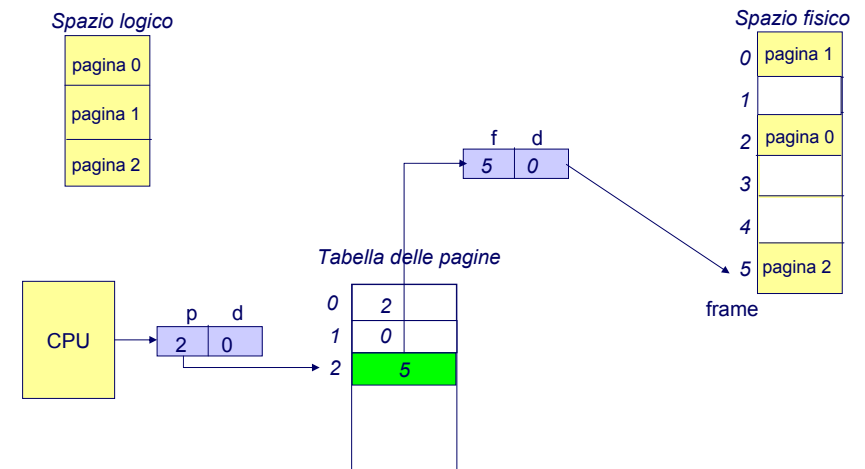 Spazio logico
pagina 0
pagina 1
pagina 2
Spazio fisico
0 pagina 1
1
2 pagina 0
3
4
5 pagina 2
frame
f d
5 0
Tabella delle pagine
0 2
1 0
2 5
CPU
p d
2 0